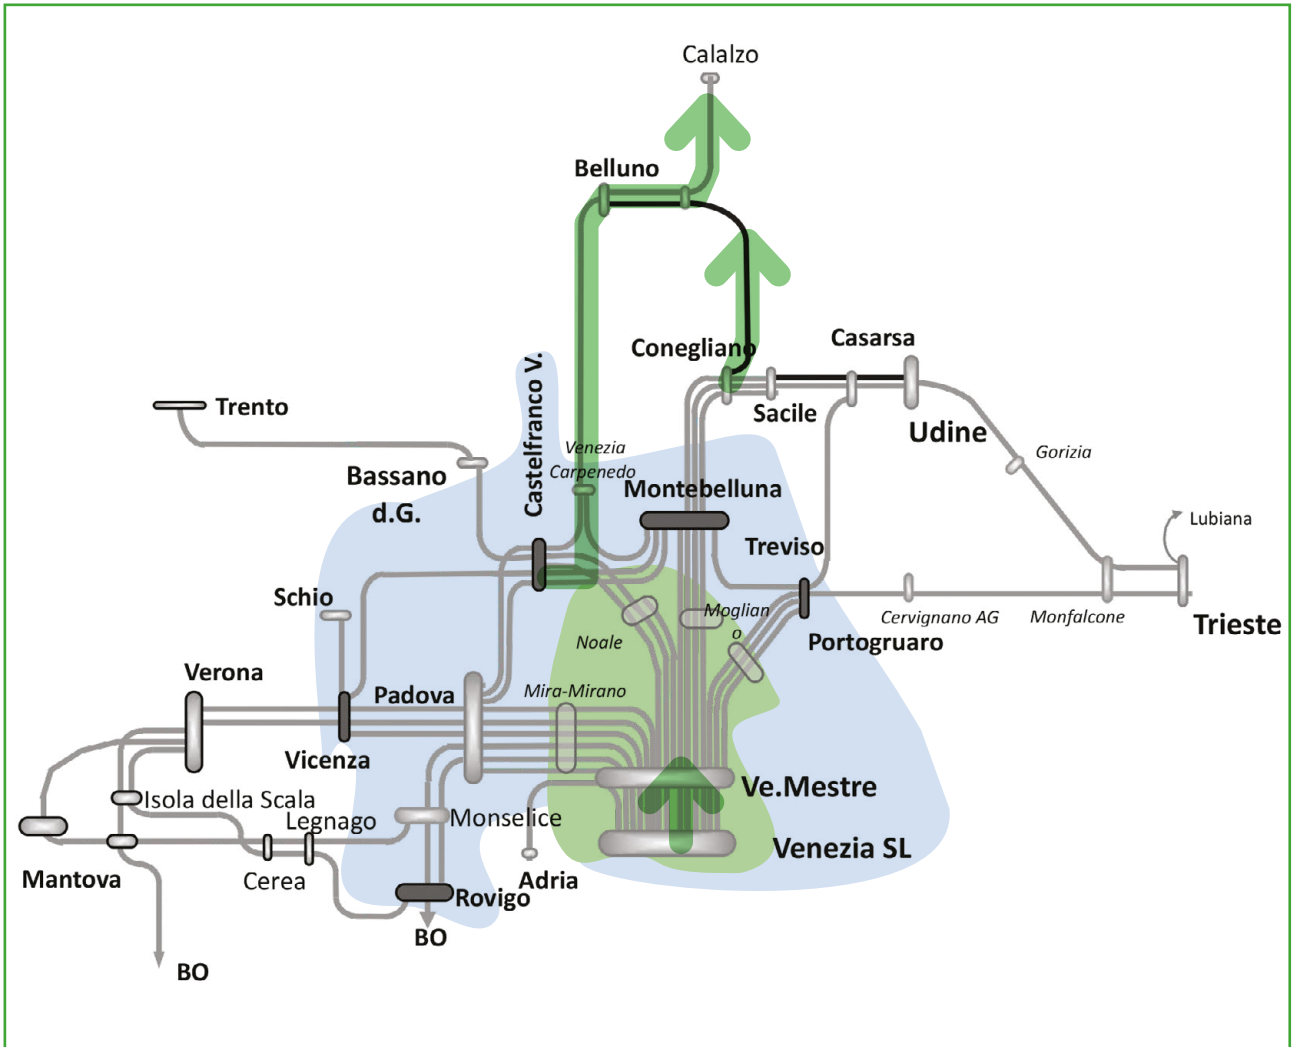 Calalzo
Belluno
Conegliano
Casarsa
Castelfranco V.
Trento
Sacile
Udine
Venezia
Carpenedo
Gorizia
Bassano
d.G.
Montebelluna
Lubiana
Treviso
Schio
Moglian
o
Cervignano AG
Monfalcone
Trieste
Noale
Portogruaro
Verona
Padova
Mira-Mirano
Vicenza
Ve.Mestre
Isola della Scala
Legnago
Monselice
Venezia SL
Mantova
Cerea
Adria
Rovigo
BO
BO